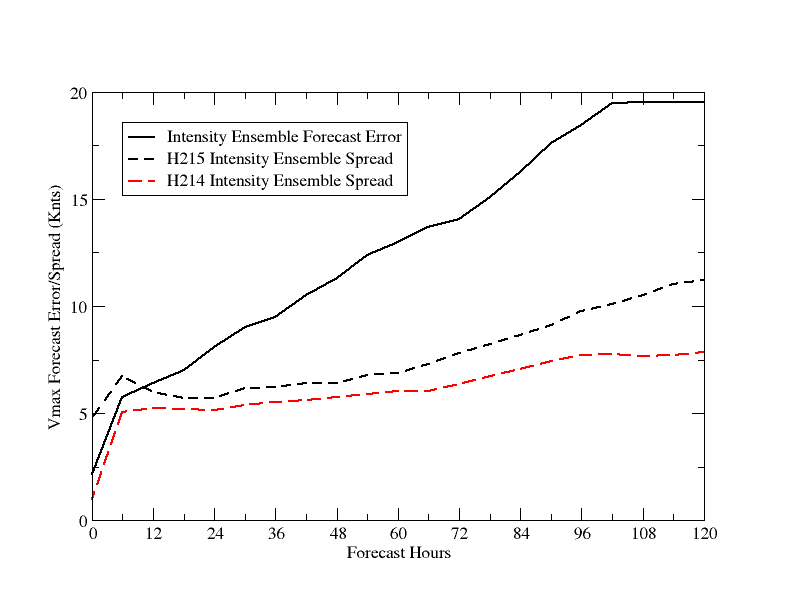 20
Intensity Ensemble Forecast Error
H215 Intensity Ensemble Spread
H214 Intensity Ensemble Spread
15
10
5
0
Vmax Forecast Error/Spread (Knts)
0 12 24 36 48 60 72 84 96 108 120
Forecast Hours